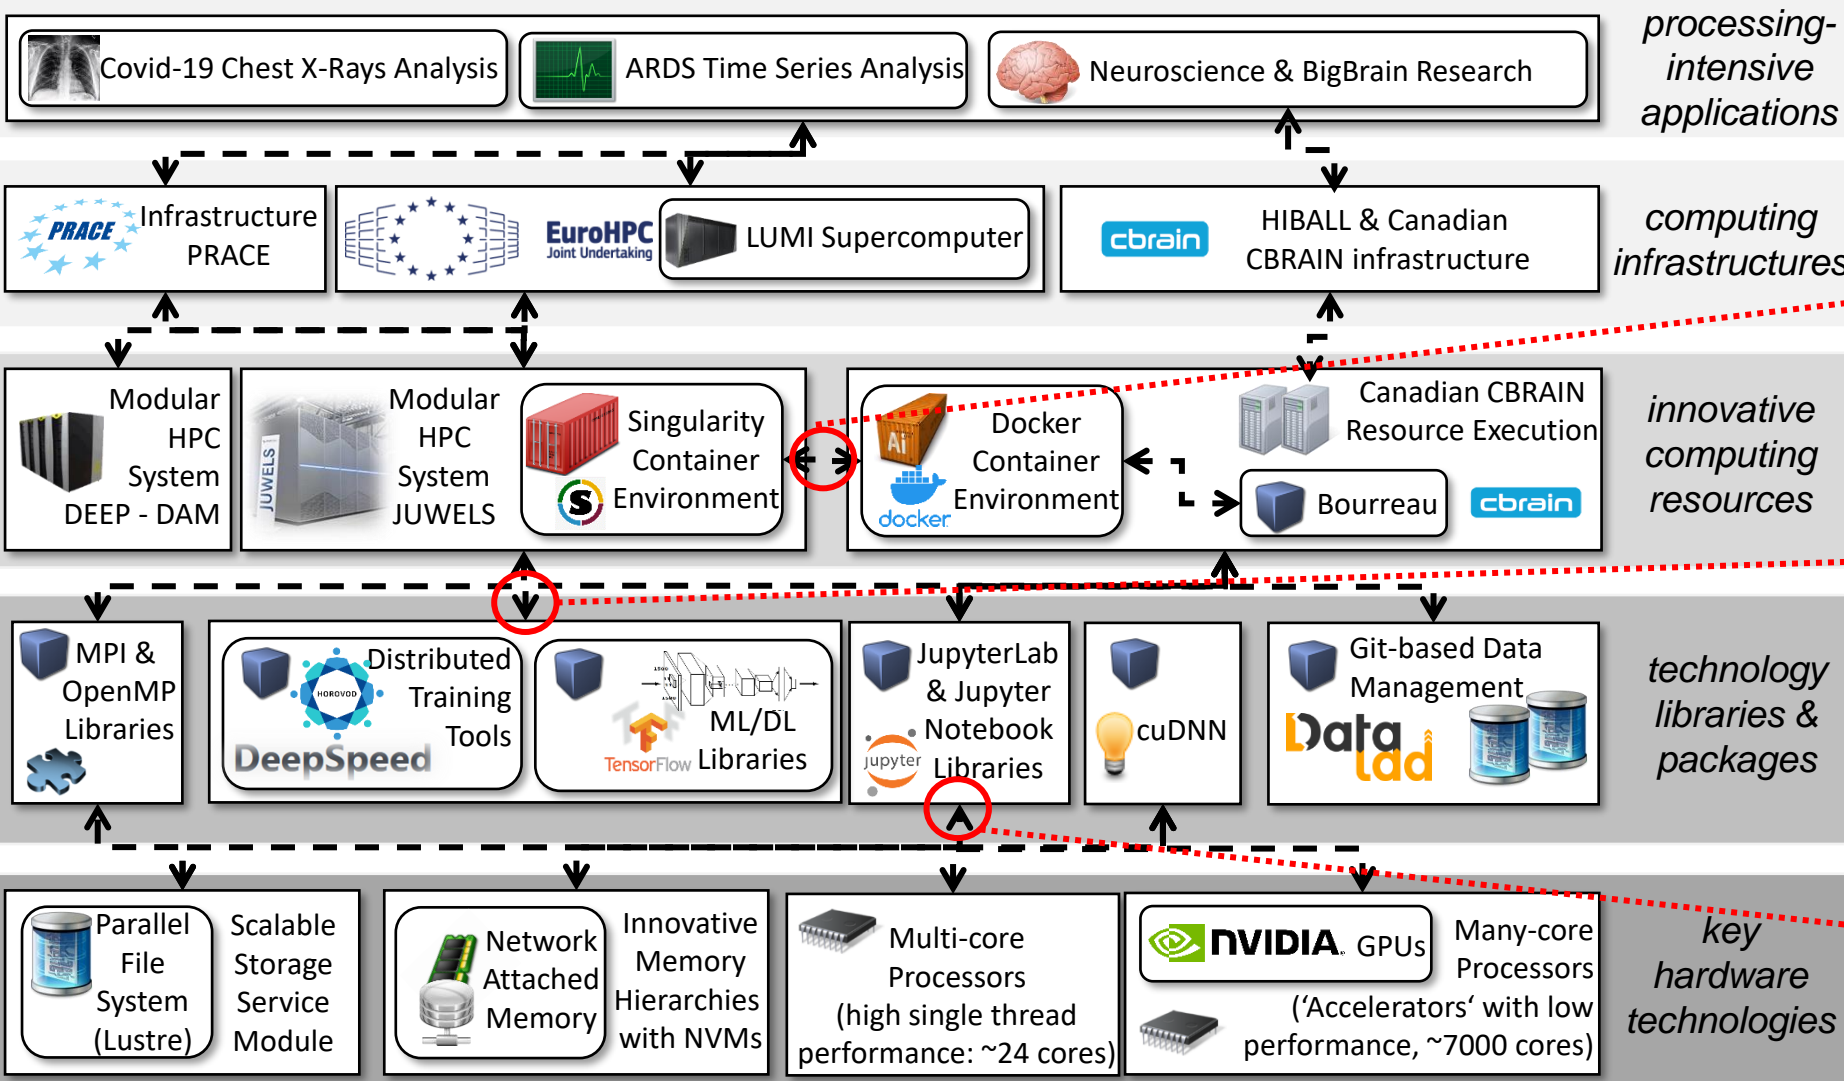 processing-
intensive
applications
Covid-19 Chest X-Rays Analysis
ARDS Time Series Analysis
Neuroscience & BigBrain Research
PRACE
Infrastructure
PRACE
EuroHPC
Joint Undertaking
LUMI Supercomputer
cbrain
HIBALL & Canadian
CBRAIN infrastructure
computing
infrastructures
Modular
HPC
System
DEEP - DAM
JUWELS
Modular
HPC
System
JUWELS
Singularity
Container
Environment
S
Ai
docker
Docker
Container
Environment
Canadian CBRAIN
Resource Execution
Bourreau
cbrain
innovative
computing
resources
MPI &
OpenMP
Libraries
HOROVOD
Distributed
Training
Tools
DeepSpeed
TensorFlow
ML/DL
Libraries
JupyterLab
& Jupyter
Notebook
Libraries
jupyter
cuDNN
Git-based Data
Management
Data
lad
technology
libraries &
packages
Parallel
File
System
(Lustre)
Scalable
Storage
Service
Module
Network
Attached
Memory
Innovative
Memory
Hierarchies
with NVMs
Multi-core
Processors
(high single thread
performance: ~24 cores)
NVIDIA. GPUs
Many-core
Processors
(‘Accelerators‘ with low
performance, ~7000 cores)
key
hardware
technologies